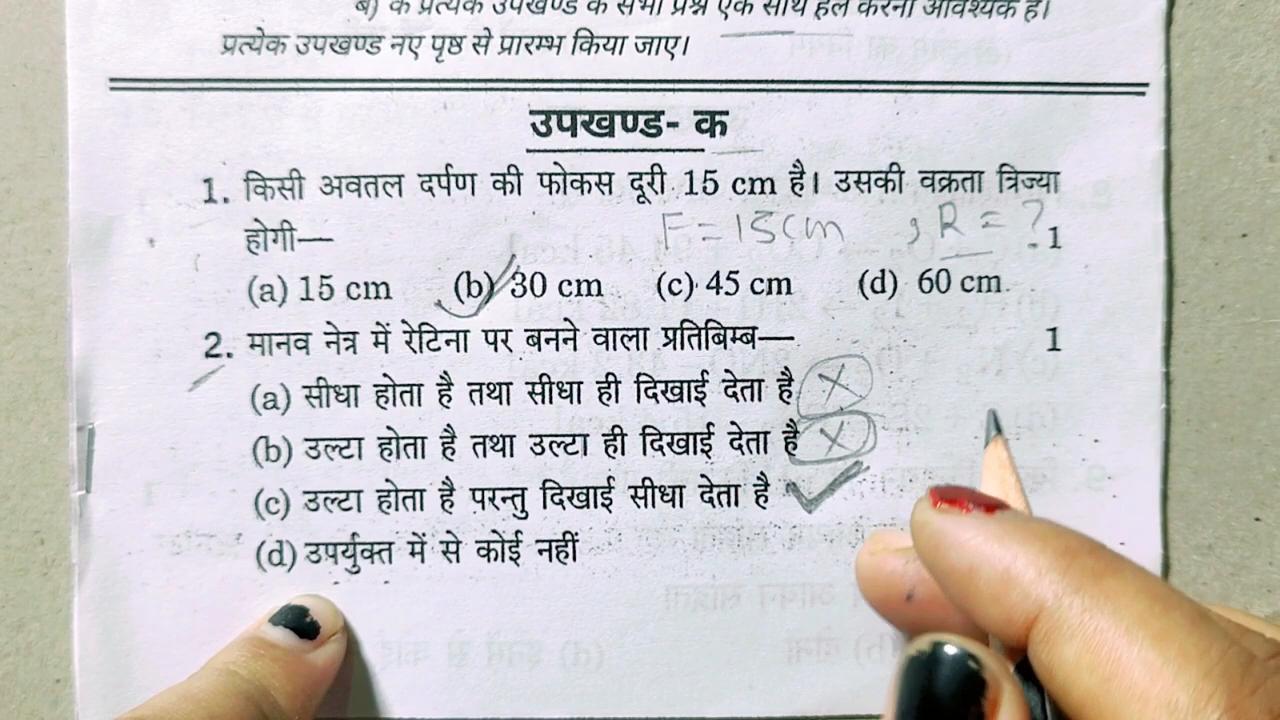 ब) के प्रत्येक उपखण्ड के सभी प्रश्न एक साथ हल करना आवश्यक है।
प्रत्येक उपखण्ड नए पृष्ठ से प्रारम्भ किया जाए।
उपखण्ड- क
1. किसी अवतल दर्पण की फोकस दूरी 15 cm है। उसकी वक्रता त्रिज्या
होगी— 1
F = 15cm , R = ?
(a) 15 cm (b) 30 cm (c) 45 cm (d) 60 cm
2. मानव नेत्र में रेटिना पर बनने वाला प्रतिबिम्ब— 1
(a) सीधा होता है तथा सीधा ही दिखाई देता है
(b) उल्टा होता है तथा उल्टा ही दिखाई देता है
(c) उल्टा होता है परन्तु दिखाई सीधा देता है
(d) उपर्युक्त में से कोई नहीं